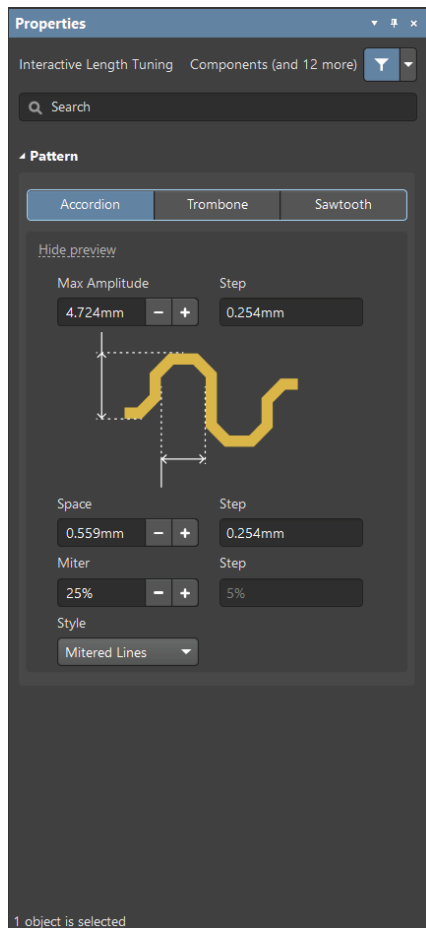 Properties
Interactive Length Tuning Components (and 12 more)
Search
Pattern
Accordion Trombone Sawtooth
Hide preview
Max Amplitude Step
4.724mm - + 0.254mm
Space Step
0.559mm - + 0.254mm
Miter Step
25% - + 5%
Style
Mitered Lines
1 object is selected